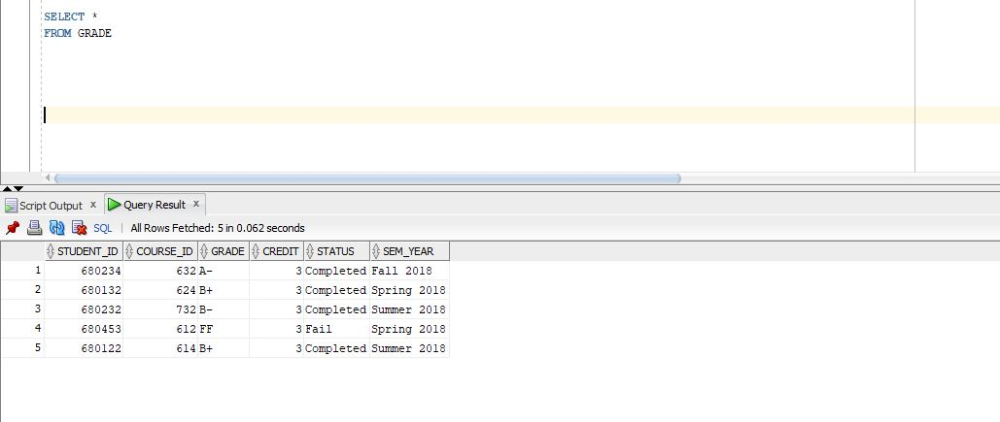 SELECT *
FROM GRADE
Script Output x Query Result x
SQL | All Rows Fetched: 5 in 0.062 seconds
STUDENT_ID COURSE_ID GRADE CREDIT STATUS SEM_YEAR
1 680234 632 A- 3 Completed Fall 2018
2 680132 624 B+ 3 Completed Spring 2018
3 680232 732 B- 3 Completed Summer 2018
4 680453 612 FF 3 Fail Spring 2018
5 680122 614 B+ 3 Completed Summer 2018